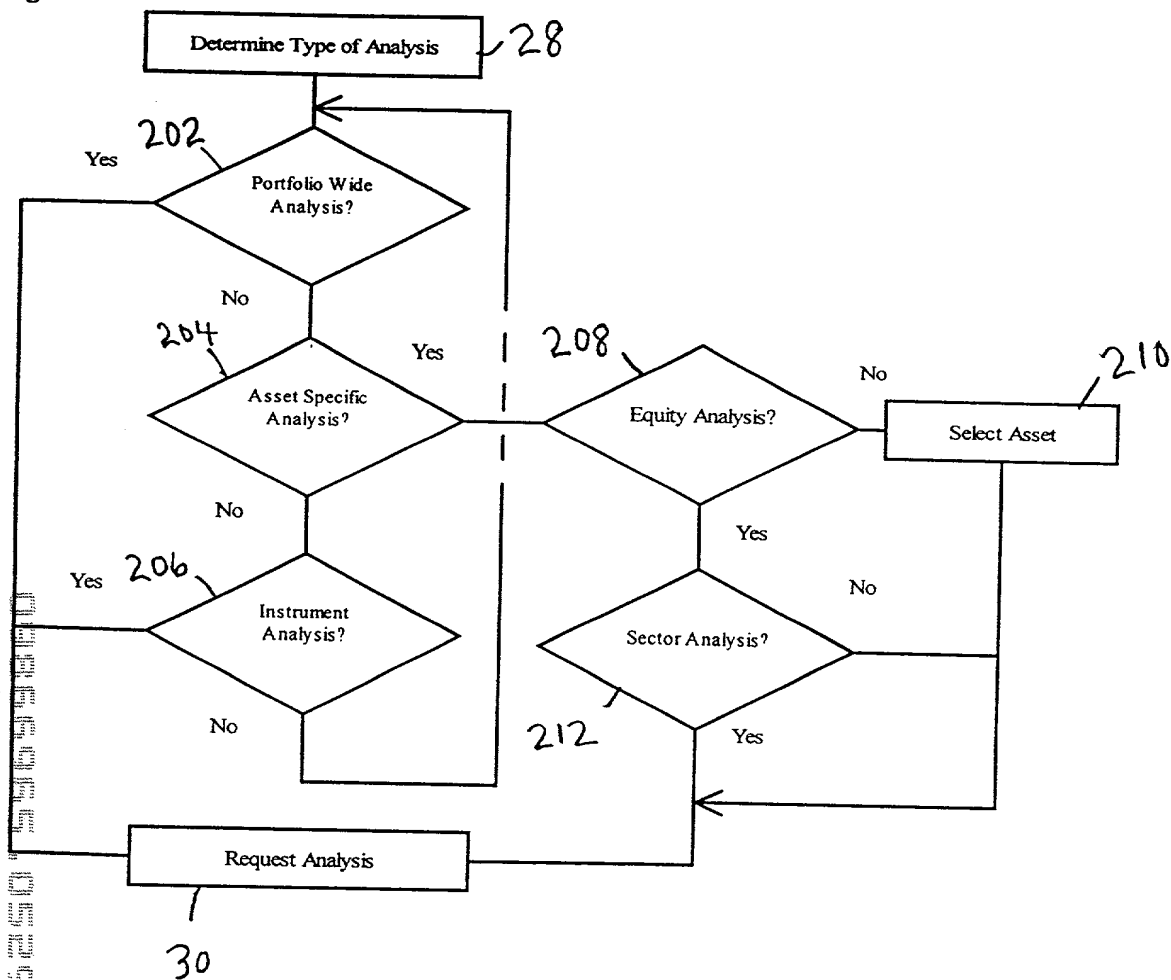 Determine Type of Analysis
28
202
Yes
Portfolio Wide
Analysis?
No
204
Yes
Asset Specific
Analysis?
208
No
210
Equity Analysis?
Select Asset
No
Yes
Yes
206
Instrument
Analysis?
No
Sector Analysis?
No
212
Yes
Request Analysis
30